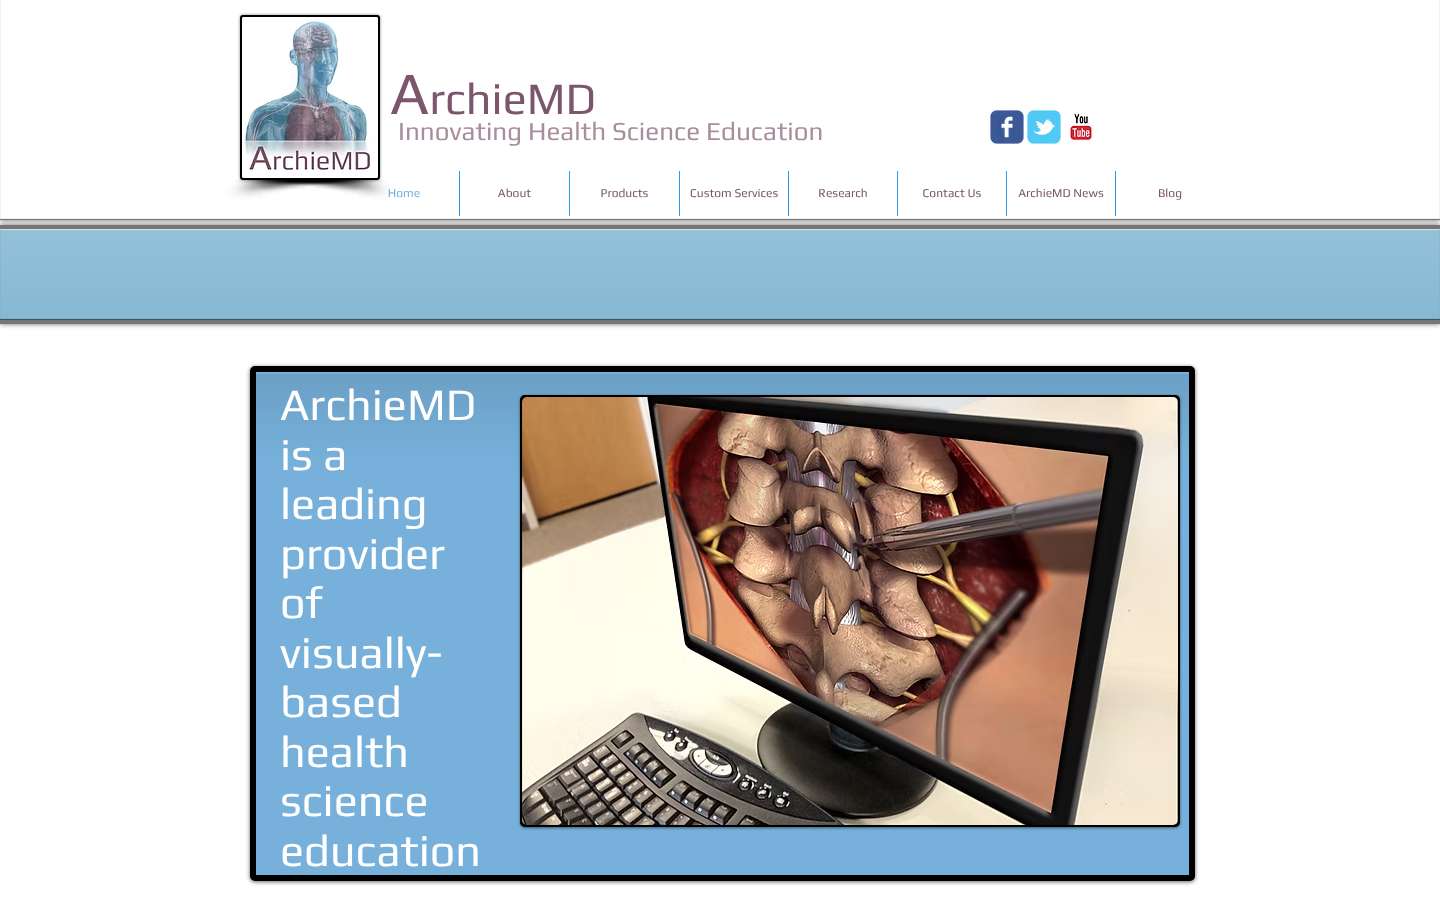 ArchieMD
ArchieMD
Innovating Health Science Education
f
You
Tube
Home
About
Products
Custom Services
Research
Contact Us
ArchieMD News
Blog
ArchieMD
is a
leading
provider
of
visually-
based
health
science
education